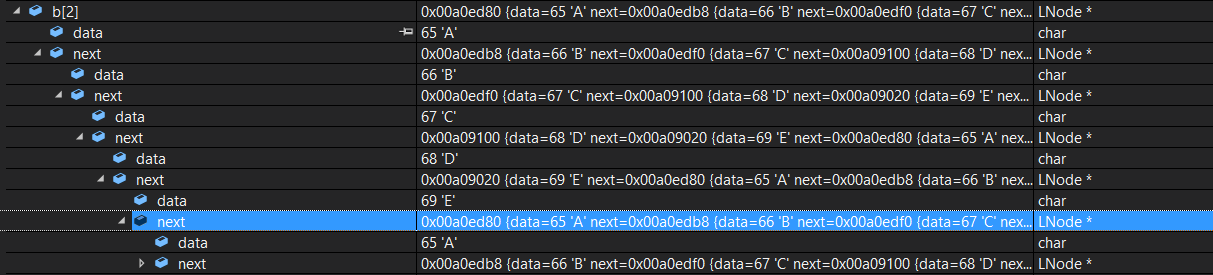 b[2] 0x00a0ed80 {data=65 'A' next=0x00a0edb8 {data=66 'B' next=0x00a0edf0 {data=67 'C' nex... LNode *
data 65 'A' char
next 0x00a0edb8 {data=66 'B' next=0x00a0edf0 {data=67 'C' next=0x00a09100 {data=68 'D' nex... LNode *
data 66 'B' char
next 0x00a0edf0 {data=67 'C' next=0x00a09100 {data=68 'D' next=0x00a09020 {data=69 'E' nex... LNode *
data 67 'C' char
next 0x00a09100 {data=68 'D' next=0x00a09020 {data=69 'E' next=0x00a0ed80 {data=65 'A' nex... LNode *
data 68 'D' char
next 0x00a09020 {data=69 'E' next=0x00a0ed80 {data=65 'A' next=0x00a0edb8 {data=66 'B' nex... LNode *
data 69 'E' char
next 0x00a0ed80 {data=65 'A' next=0x00a0edb8 {data=66 'B' next=0x00a0edf0 {data=67 'C' nex... LNode *
data 65 'A' char
next 0x00a0edb8 {data=66 'B' next=0x00a0edf0 {data=67 'C' next=0x00a09100 {data=68 'D' nex... LNode *